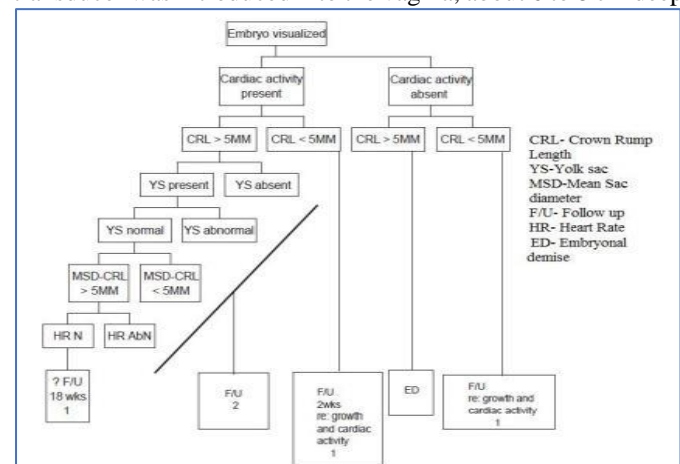 Embryo visualized
Cardiac activity
present
Cardiac activity
absent
CRL > 5MM
CRL < 5MM
CRL > 5MM
CRL < 5MM
YS present
YS absent
YS normal
YS abnormal
MSD-CRL
> 5MM
MSD-CRL
< 5MM
HR N
HR AbN
? F/U
18 wks
1
F/U
2
F/U
2wks
re: growth
and cardiac
activity
1
ED
F/U
re: growth and
cardiac activity
1
CRL- Crown Rump
Length
YS-Yolk sac
MSD-Mean Sac
diameter
F/U- Follow up
HR- Heart Rate
ED- Embryonal
demise